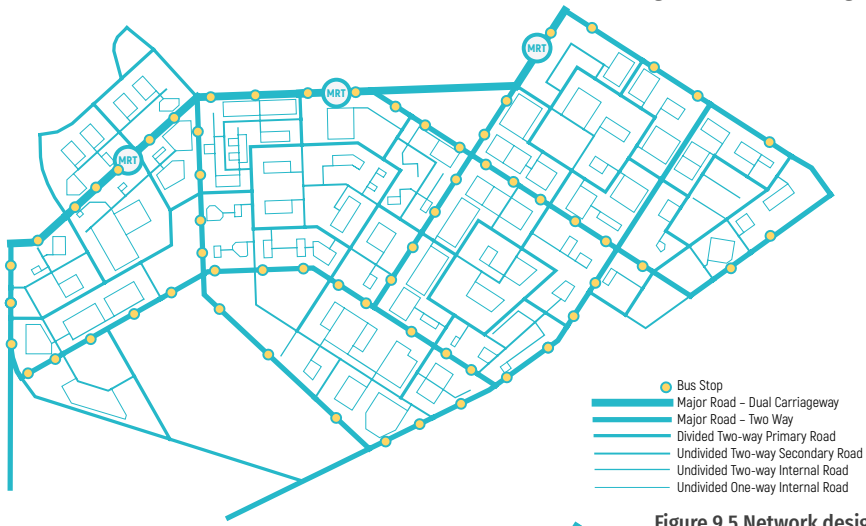 MRT
MRT
MRT
Bus Stop
Major Road – Dual Carriageway
Major Road – Two Way
Divided Two-way Primary Road
Undivided Two-way Secondary Road
Undivided Two-way Internal Road
Undivided One-way Internal Road
Figure 9.5 Network desig